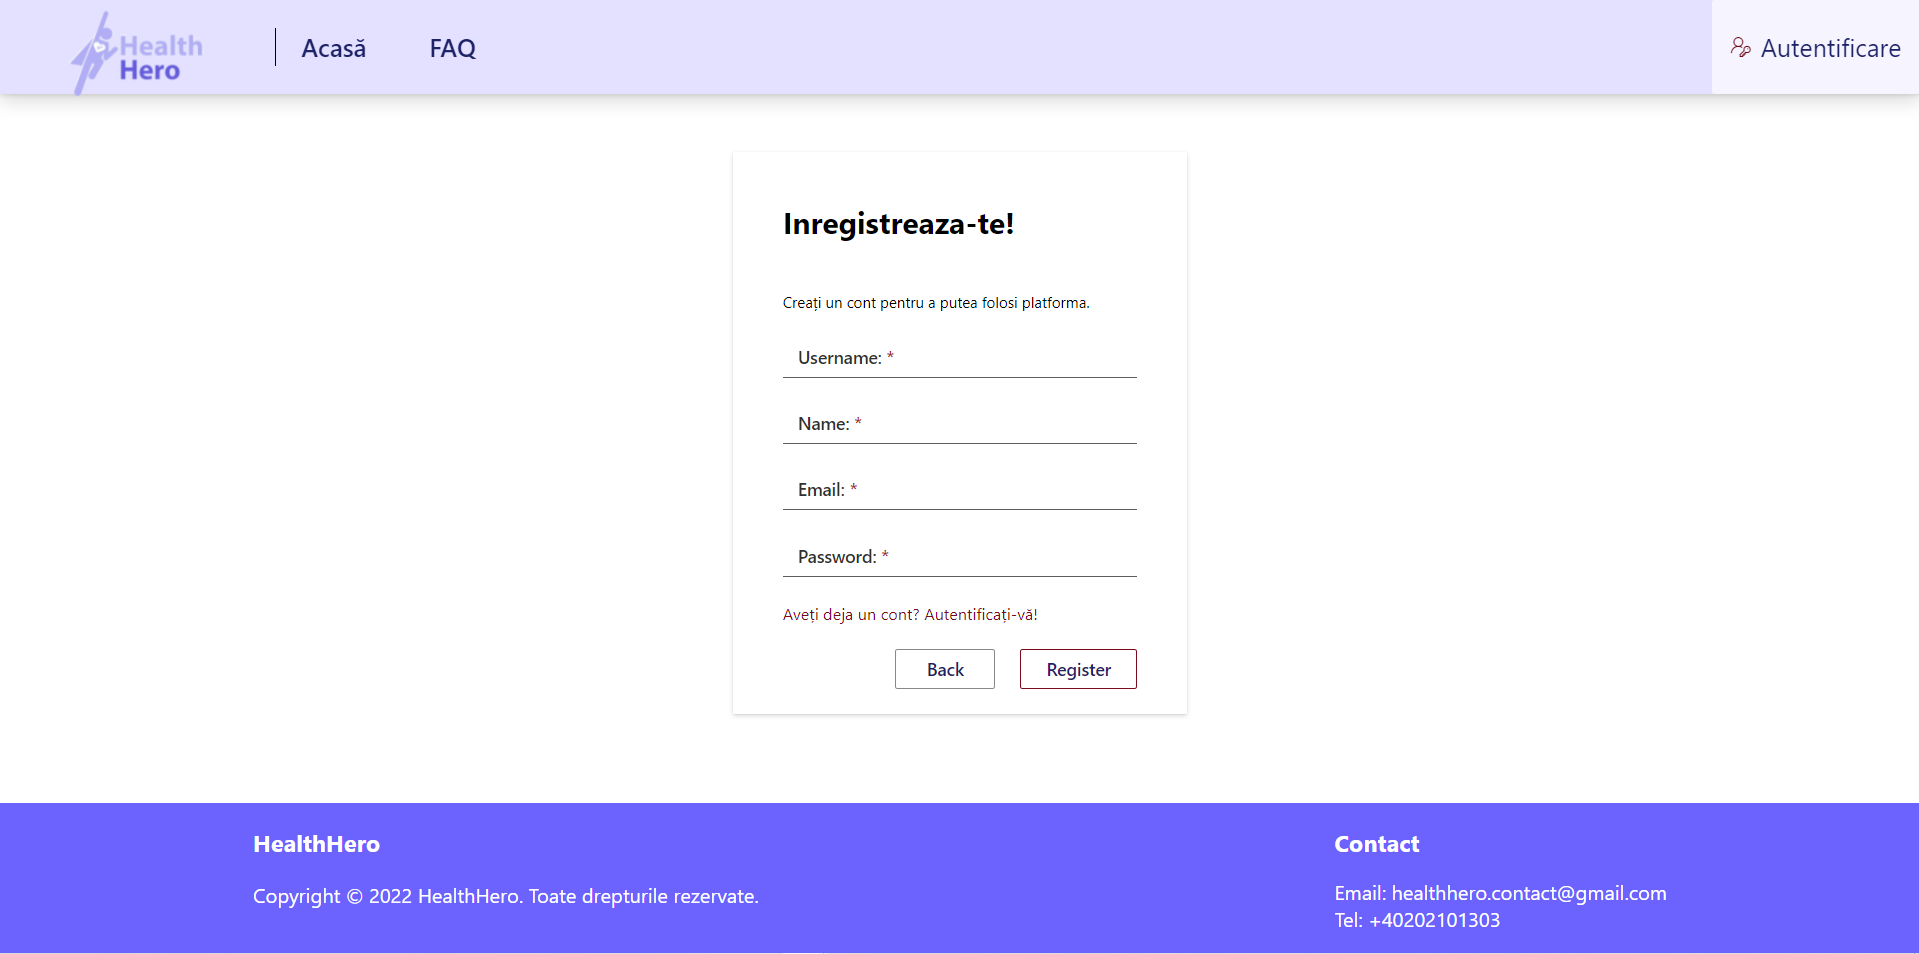 Health
Hero
Acasă
FAQ
Autentificare
Inregistreaza-te!
Creați un cont pentru a putea folosi platforma.
Username: *
Name: *
Email: *
Password: *
Aveți deja un cont? Autentificați-vă!
Back
Register
HealthHero
Copyright © 2022 HealthHero. Toate drepturile rezervate.
Contact
Email: healthhero.contact@gmail.com
Tel: +40202101303